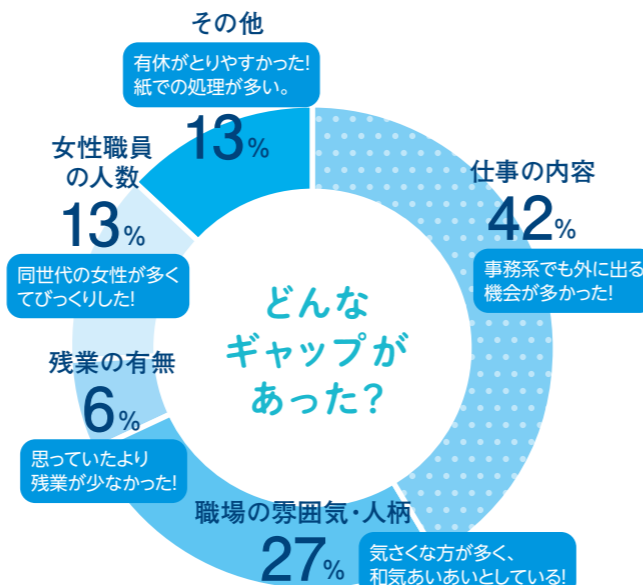 その他
有休がとりやすかった!
紙での処理が多い。
13%
仕事の内容
42%
事務系でも外に出る
機会が多かった!
女性職員
の人数
13%
同世代の女性が多く
てびっくりした!
どんな
ギャップが
あった?
残業の有無
6%
思っていたより
残業が少なかった!
職場の雰囲気・人柄
27%
気さくな方が多く、
和気あいあいとしている!